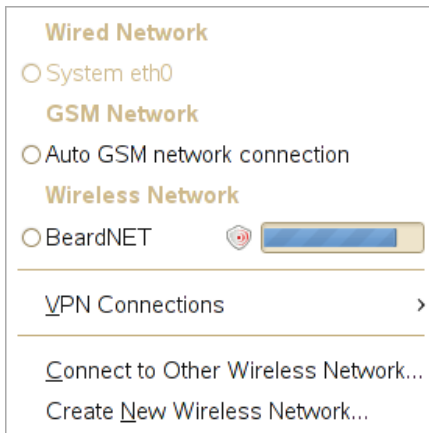 Wired Network
System eth0
GSM Network
Auto GSM network connection
Wireless Network
BeardNET
VPN Connections
Connect to Other Wireless Network...
Create New Wireless Network...